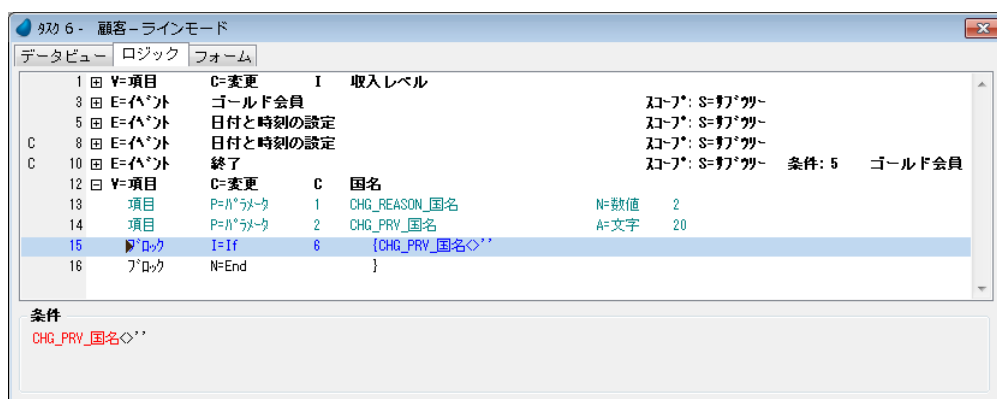 ﾀｽｸ 6 - 顧客－ラインモード
データビュー ロジック フォーム
1 V=項目 C=変更 I 収入レベル
3 E=ｲﾍﾞﾝﾄ ゴールド会員 ｽｺｰﾌﾟ: S=ｻﾌﾞﾂﾘｰ
5 E=ｲﾍﾞﾝﾄ 日付と時刻の設定 ｽｺｰﾌﾟ: S=ｻﾌﾞﾂﾘｰ
C 8 E=ｲﾍﾞﾝﾄ 日付と時刻の設定 ｽｺｰﾌﾟ: S=ｻﾌﾞﾂﾘｰ
C 10 E=ｲﾍﾞﾝﾄ 終了 ｽｺｰﾌﾟ: S=ｻﾌﾞﾂﾘｰ 条件: 5 ゴールド会員
12 V=項目 C=変更 C 国名
13 項目 P=ﾊﾟﾗﾒｰﾀ 1 CHG_REASON_国名 N=数値 2
14 項目 P=ﾊﾟﾗﾒｰﾀ 2 CHG_PRV_国名 A=文字 20
15 ﾌﾞﾛｯｸ I=If 6 {CHG_PRV_国名<>''
16 ﾌﾞﾛｯｸ N=End }
条件
CHG_PRV_国名<>''